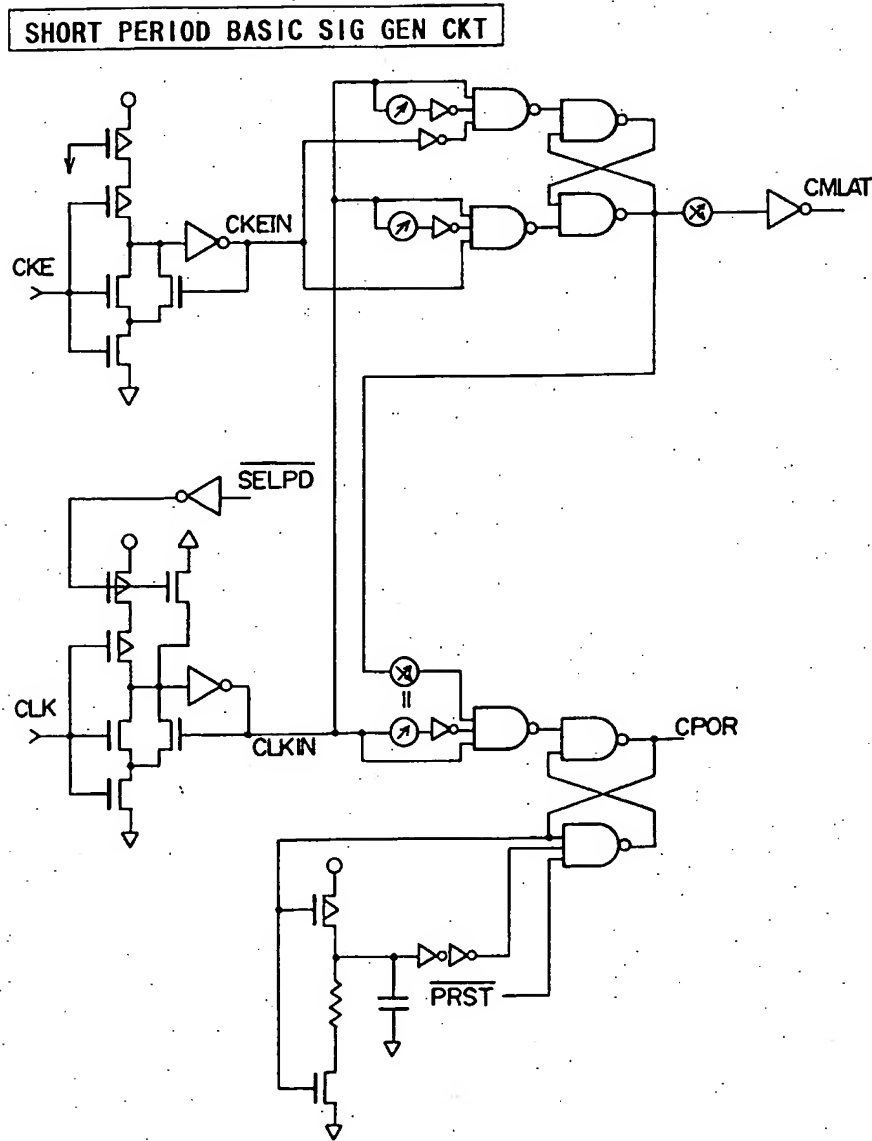 SHORT PERIOD BASIC SIG GEN CKT
CMLAT
CKEIN
CKE
SELPD
CLK
CLKIN
CPOR
PRST